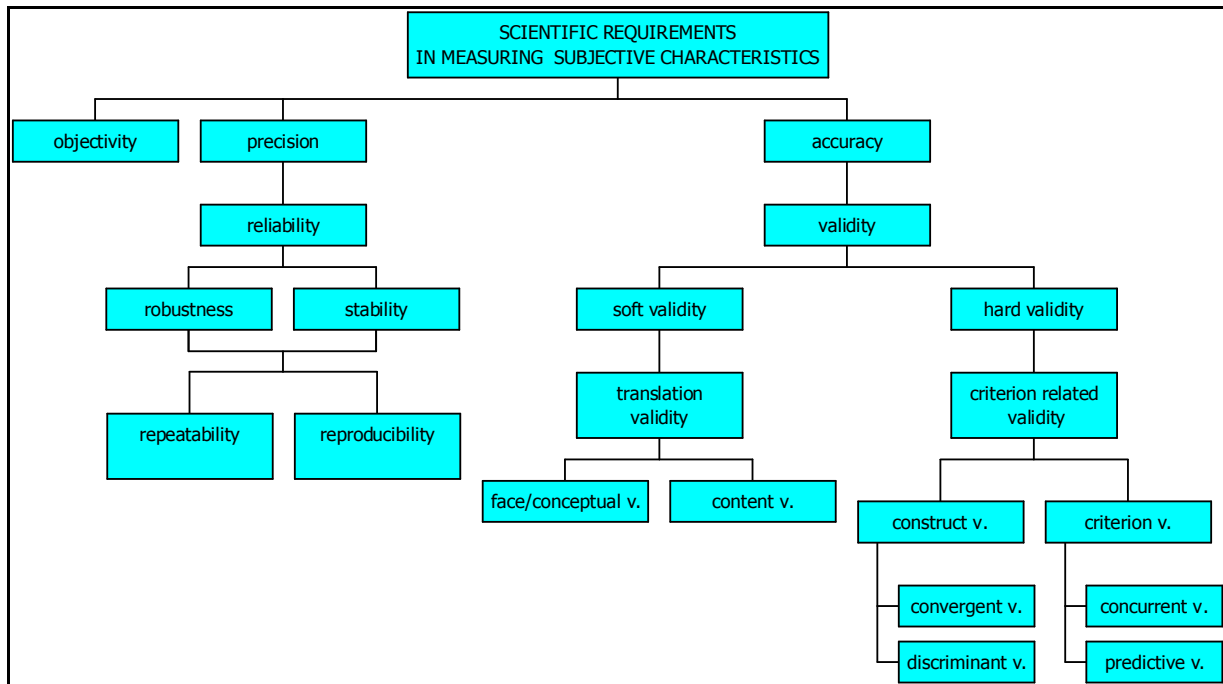 SCIENTIFIC REQUIREMENTS
IN MEASURING SUBJECTIVE CHARACTERISTICS
objectivity
precision
accuracy
reliability
validity
robustness
stability
soft validity
hard validity
translation
validity
criterion related
validity
repeatability
reproducibility
face/conceptual v.
content v.
construct v.
criterion v.
convergent v.
concurrent v.
discriminant v.
predictive v.